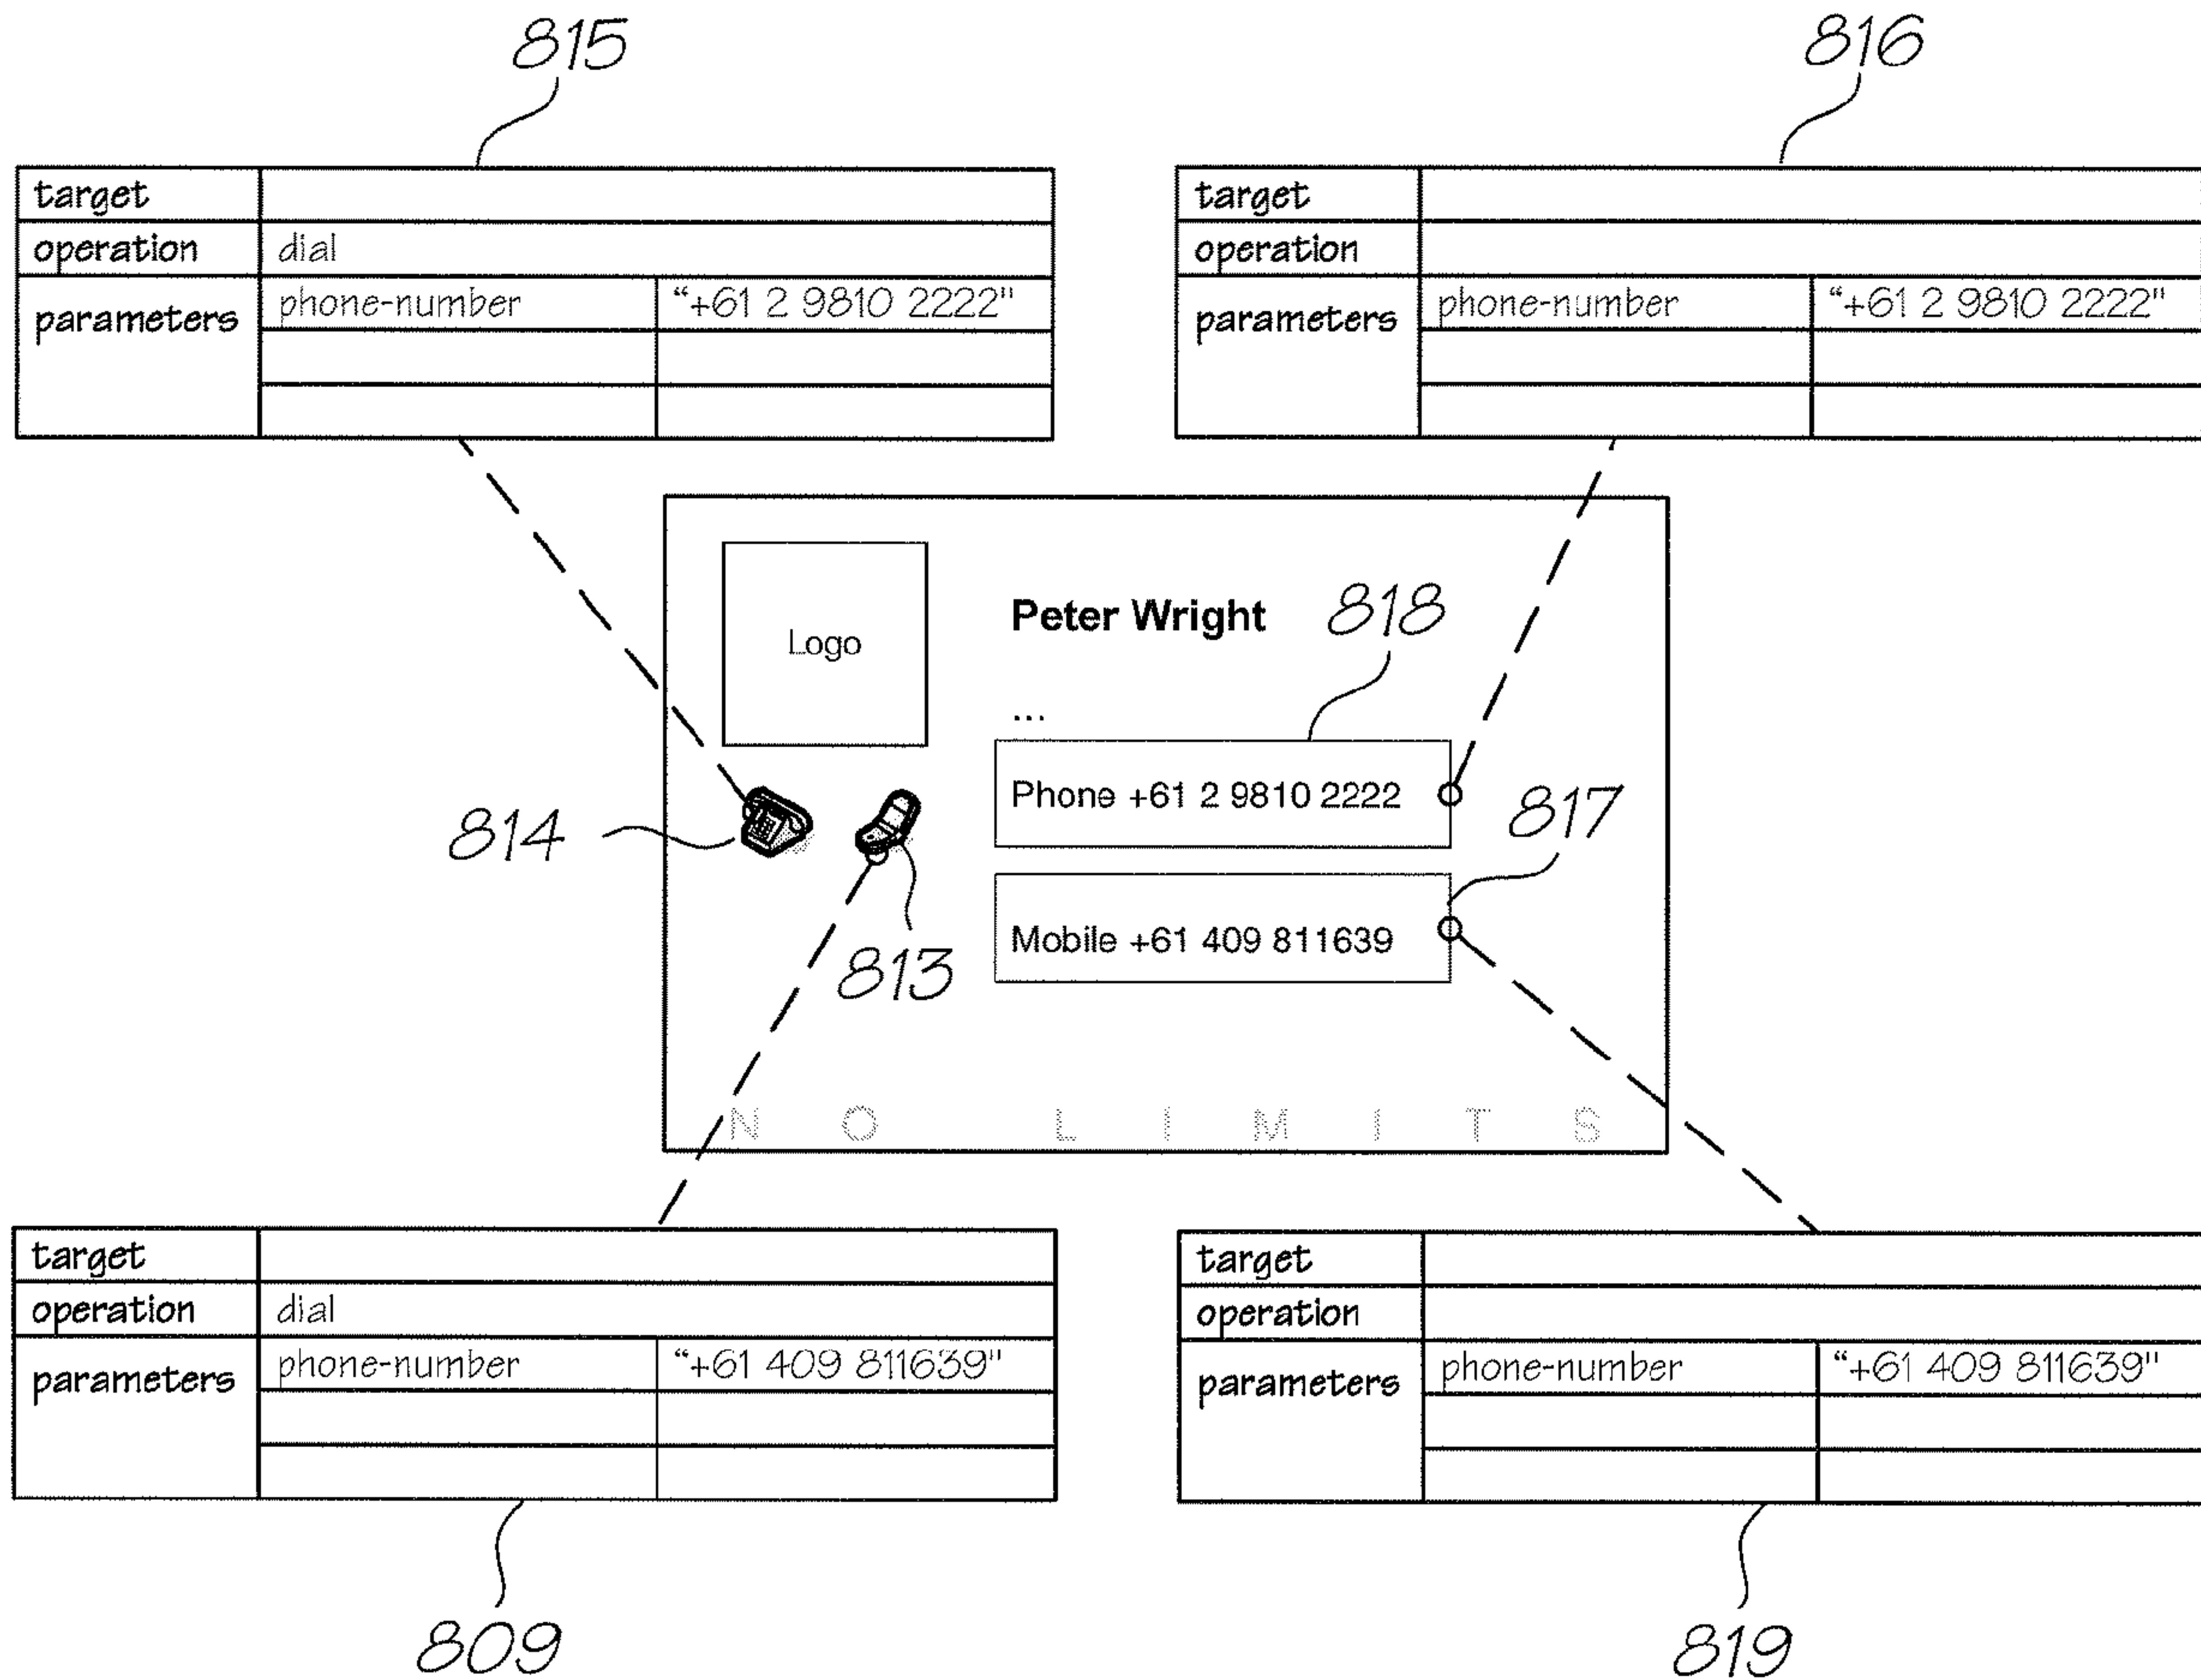 815
816
target
operation dial
parameters phone-number "+61 2 9810 2222"
target
operation
parameters phone-number "+61 2 9810 2222"
Logo
Peter Wright
818
...
Phone +61 2 9810 2222
814
817
813
Mobile +61 409 811639
NO LIMITS
target
operation dial
parameters phone-number "+61 409 811639"
target
operation
parameters phone-number "+61 409 811639"
809
819